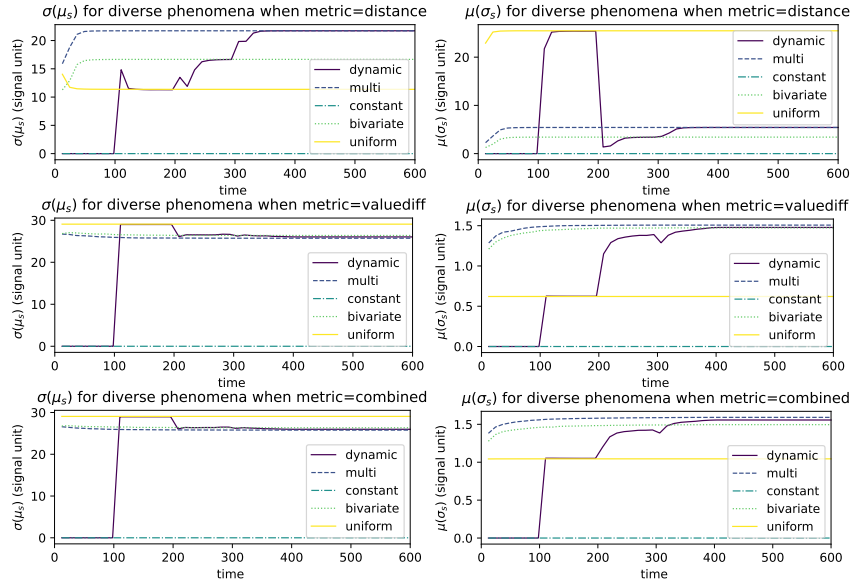 σ(μₛ) for diverse phenomena when metric=distance
σ(μₛ) (signal unit)
20
15
10
5
0
dynamic
multi
constant
bivariate
uniform
0 100 200 300 400 500 600
time
μ(σₛ) for diverse phenomena when metric=distance
μ(σₛ) (signal unit)
20
10
0
dynamic
multi
constant
bivariate
uniform
0 100 200 300 400 500 600
time
σ(μₛ) for diverse phenomena when metric=valuediff
σ(μₛ) (signal unit)
30
20
10
0
dynamic
multi
constant
bivariate
uniform
0 100 200 300 400 500 600
time
μ(σₛ) for diverse phenomena when metric=valuediff
μ(σₛ) (signal unit)
1.5
1.0
0.5
0.0
dynamic
multi
constant
bivariate
uniform
0 100 200 300 400 500 600
time
σ(μₛ) for diverse phenomena when metric=combined
σ(μₛ) (signal unit)
30
20
10
0
dynamic
multi
constant
bivariate
uniform
0 100 200 300 400 500 600
time
μ(σₛ) for diverse phenomena when metric=combined
μ(σₛ) (signal unit)
1.5
1.0
0.5
0.0
dynamic
multi
constant
bivariate
uniform
0 100 200 300 400 500 600
time